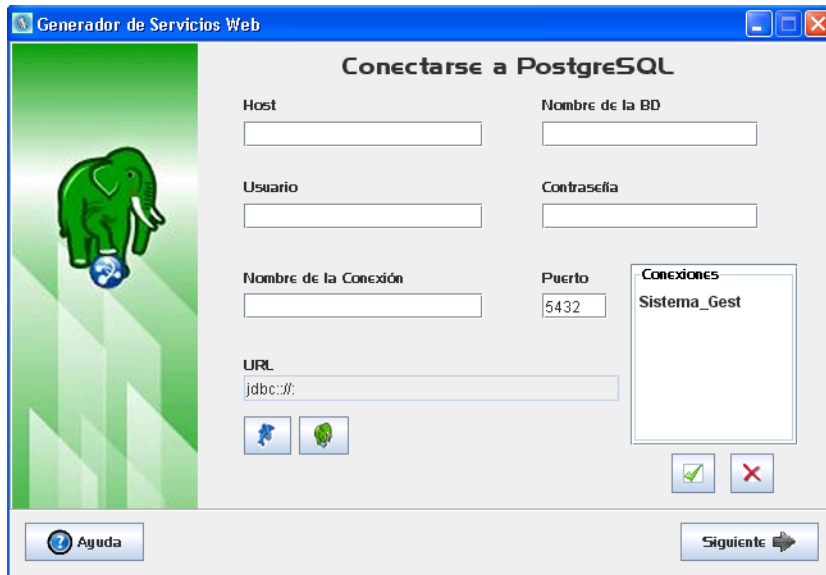 Generador de Servicios Web
Conectarse a PostgreSQL
Host
Nombre de la BD
Usuario
Contraseña
Nombre de la Conexión
Puerto
5432
Conexiones
Sistema_Gest
URL
jdbc:://:
Ayuda
Siguiente